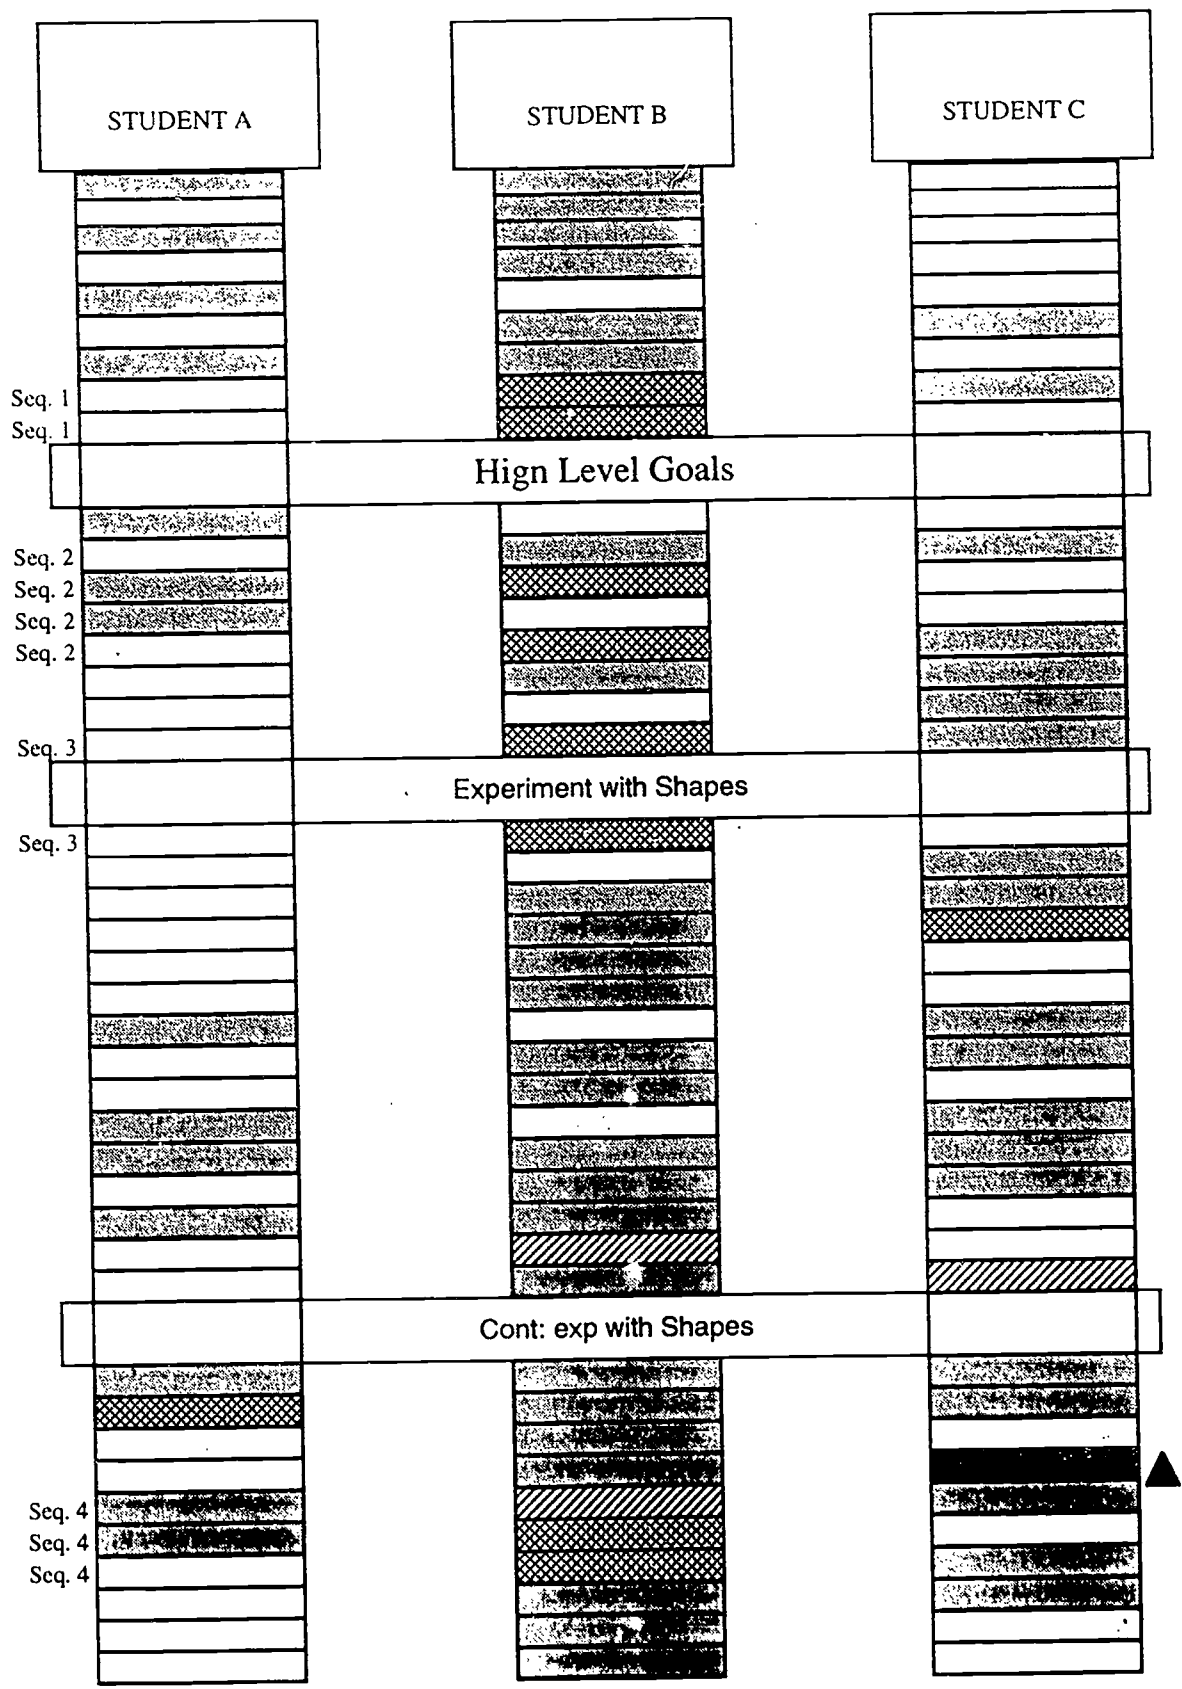 STUDENT A
STUDENT B
STUDENT C
Seq. 1
Seq. 1
Hign Level Goals
Seq. 2
Seq. 2
Seq. 2
Seq. 2
Seq. 3
Experiment with Shapes
Seq. 3
Cont: exp with Shapes
Seq. 4
Seq. 4
Seq. 4